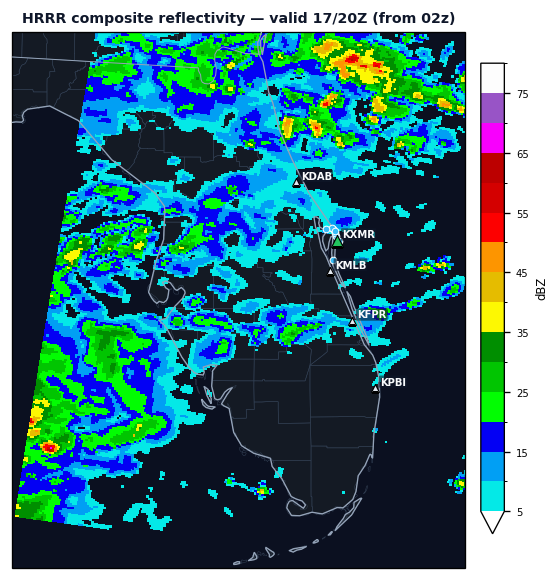 HRRR composite reflectivity — valid 17/20Z (from 02z)
KDAB
KXMR
KMLB
KFPR
KPBI
75
65
55
45
35
25
15
5
dBZ